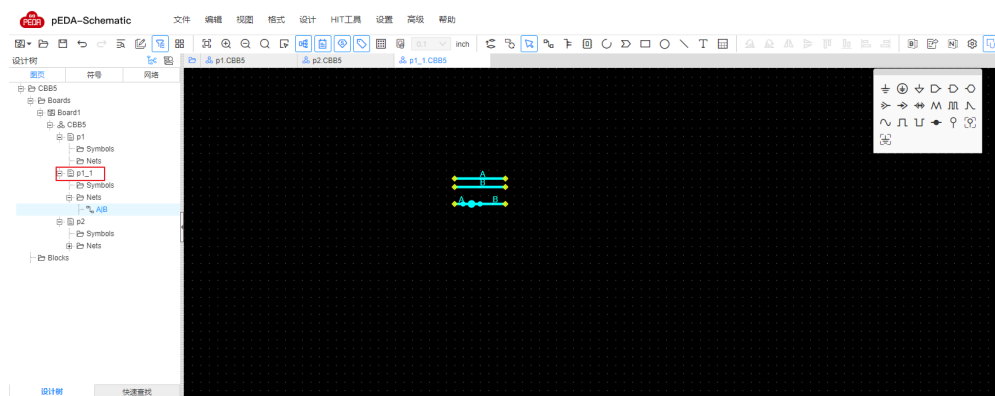 PEDA pEDA-Schematic 文件 编辑 视图 格式 设计 HIT工具 设置 高级 帮助
0.1 inch
设计树 p1.CBB5 p2.CBB5 p1_1.CBB5
图页 符号 网络
CBB5
Boards
Board1
CBB5
p1
Symbols
Nets
p1_1
Symbols
Nets
A|B
p2
Symbols
Nets
Blocks
A
B
A B
设计树 快速查找